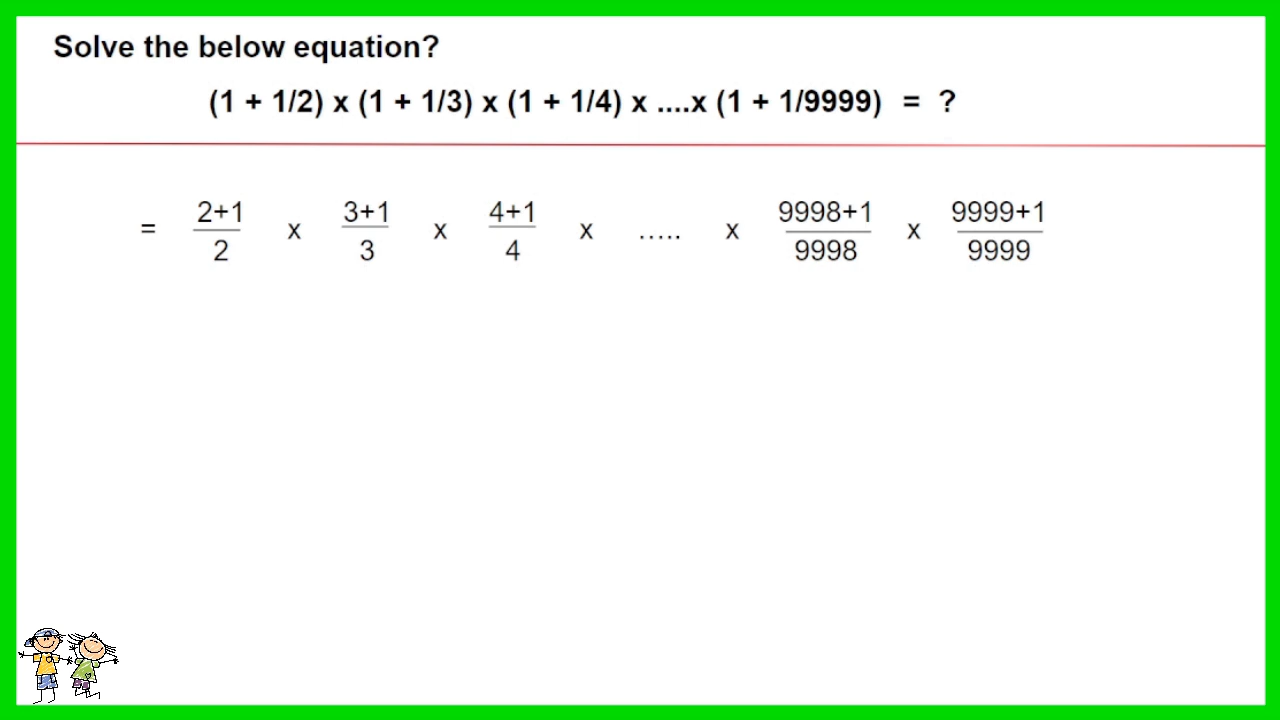 Solve the below equation?
(1 + 1/2) x (1 + 1/3) x (1 + 1/4) x ....x (1 + 1/9999) = ?
= 2+1/2 x 3+1/3 x 4+1/4 x ..... x 9998+1/9998 x 9999+1/9999